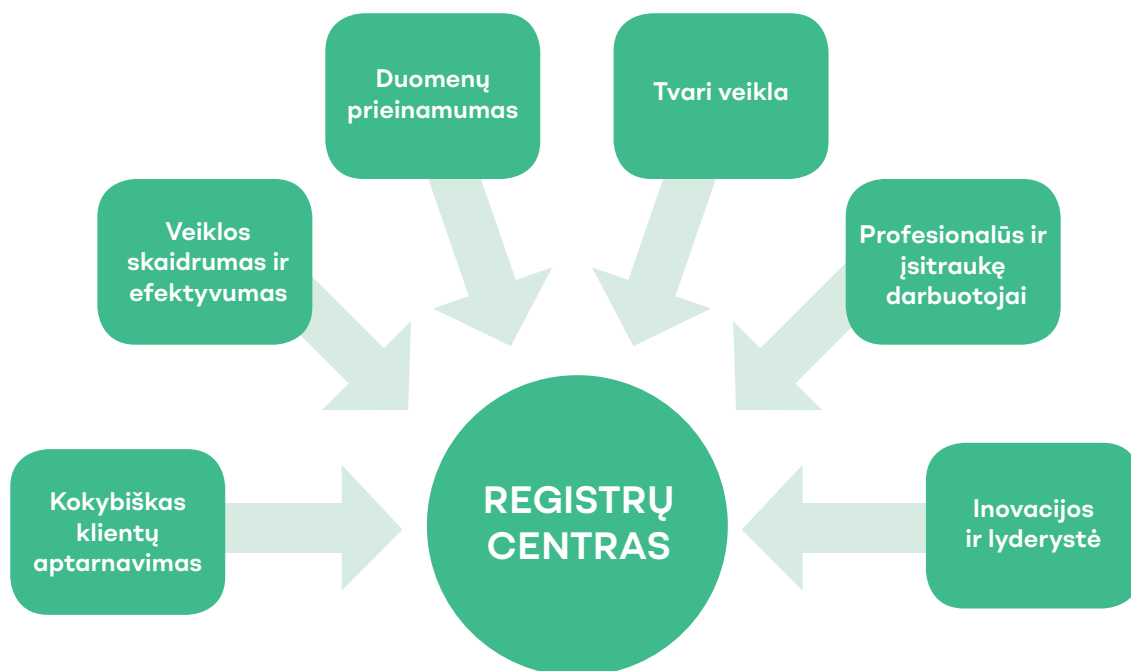 Duomenų
prieinamumas
Tvari veikla
Veiklos
skaidrumas ir
efektyvumas
Profesionalūs ir
įsitraukę
darbuotojai
Kokybiškas
klientų
aptarnavimas
REGISTRŲ
CENTRAS
Inovacijos
ir lyderystė